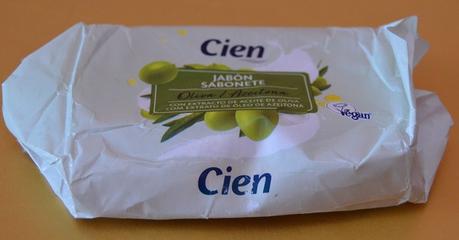 Cien
JABÓN
SABONETE
Oliva / Azeitona
CON EXTRACTO DE ACEITE DE OLIVA
COM EXTRATO DE ÓLEO DE AZEITONA
Vegan
Cien